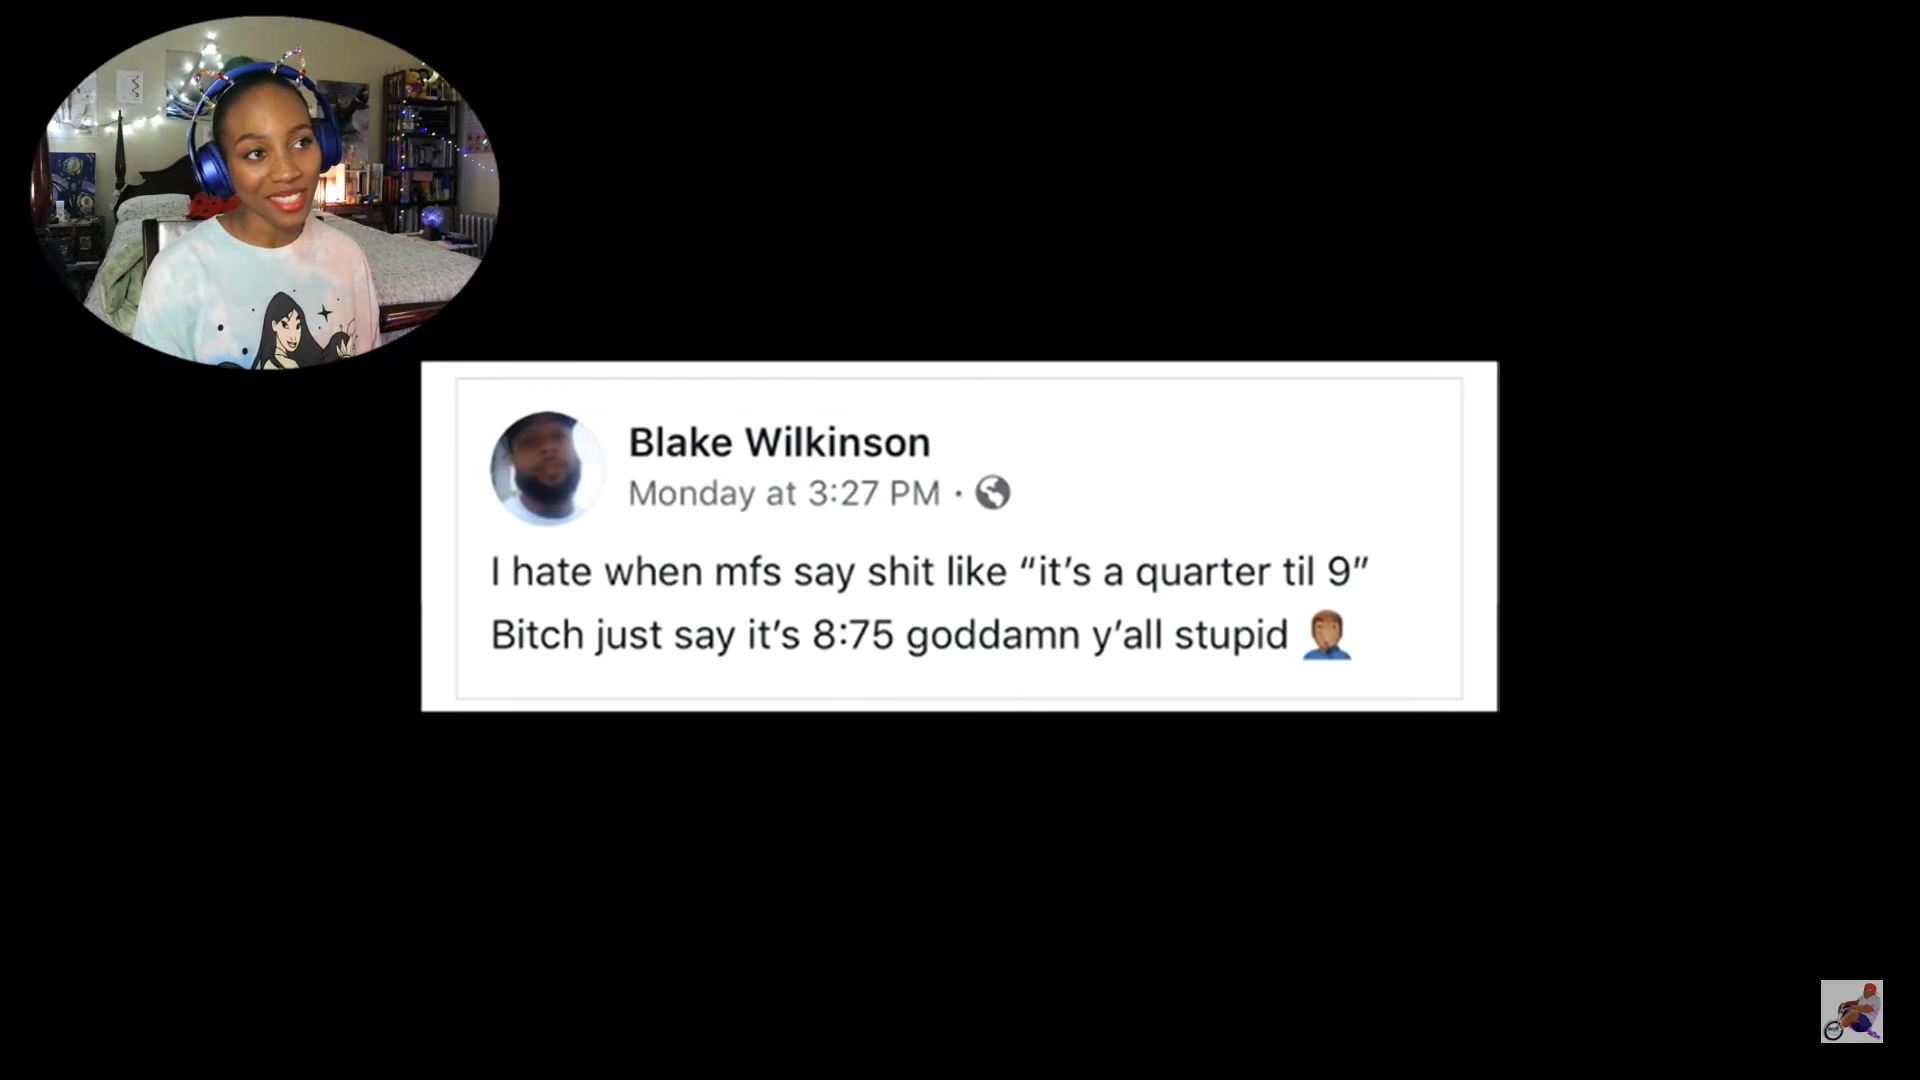 Blake Wilkinson
Monday at 3:27 PM ·
I hate when mfs say shit like “it’s a quarter til 9”
Bitch just say it’s 8:75 goddamn y’all stupid 🤦🏽‍♂️